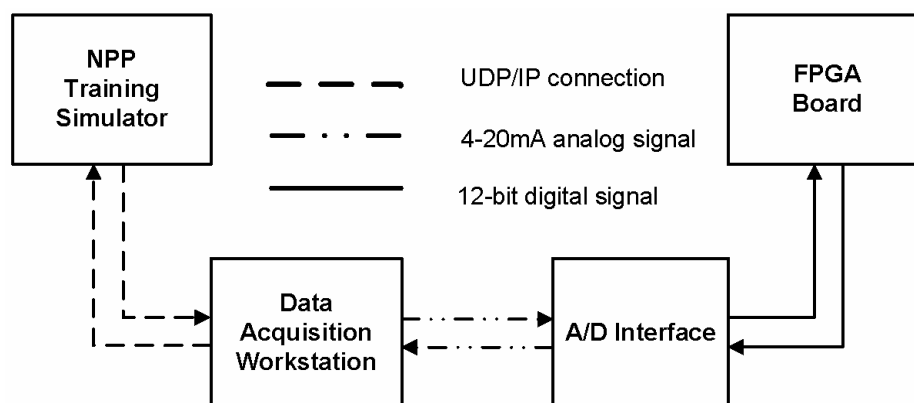 NPP
Training
Simulator
UDP/IP connection
4-20mA analog signal
12-bit digital signal
FPGA
Board
Data
Acquisition
Workstation
A/D Interface